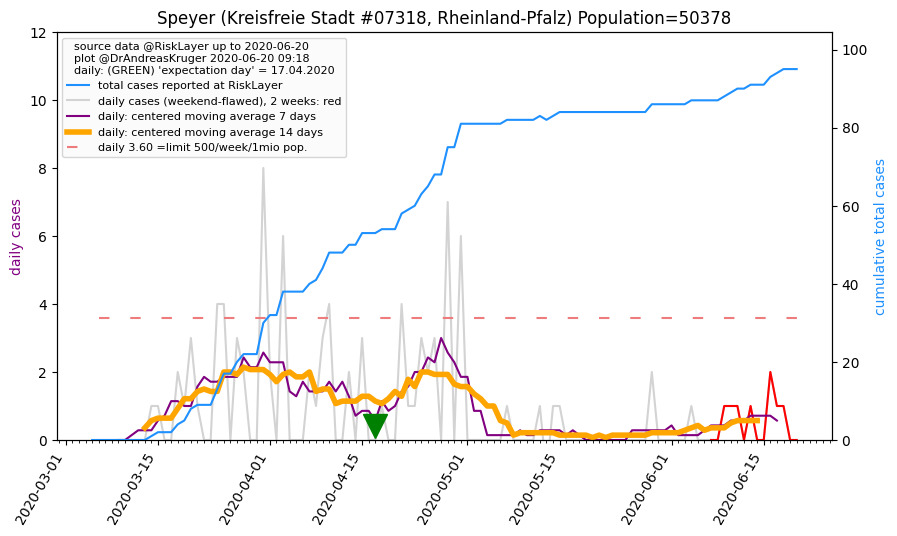 Speyer (Kreisfreie Stadt #07318, Rheinland-Pfalz) Population=50378
source data @RiskLayer up to 2020-06-20
plot @DrAndreasKruger 2020-06-20 09:18
daily: (GREEN) 'expectation day' = 17.04.2020
total cases reported at RiskLayer
daily cases (weekend-flawed), 2 weeks: red
daily: centered moving average 7 days
daily: centered moving average 14 days
daily 3.60 =limit 500/week/1mio pop.
daily cases
12
10
8
6
4
2
0
100
80
60
40
20
0
cumulative total cases
2020-03-01
2020-03-15
2020-04-01
2020-04-15
2020-05-01
2020-05-15
2020-06-01
2020-06-15